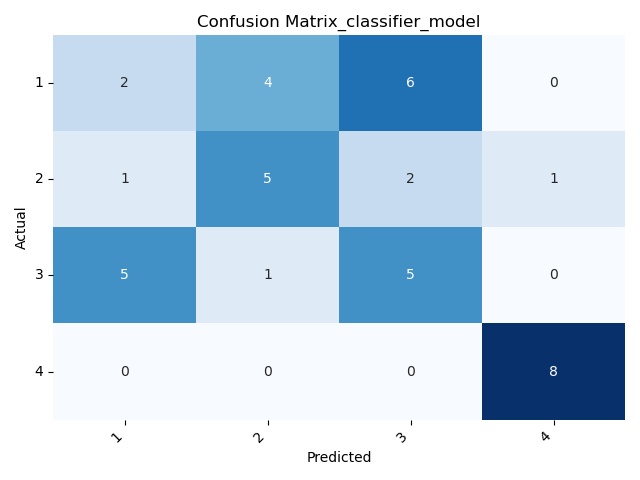 Confusion Matrix_classifier_model
Actual
1 2 4 6 0
2 1 5 2 1
3 5 1 5 0
4 0 0 0 8
1 2 3 4
Predicted